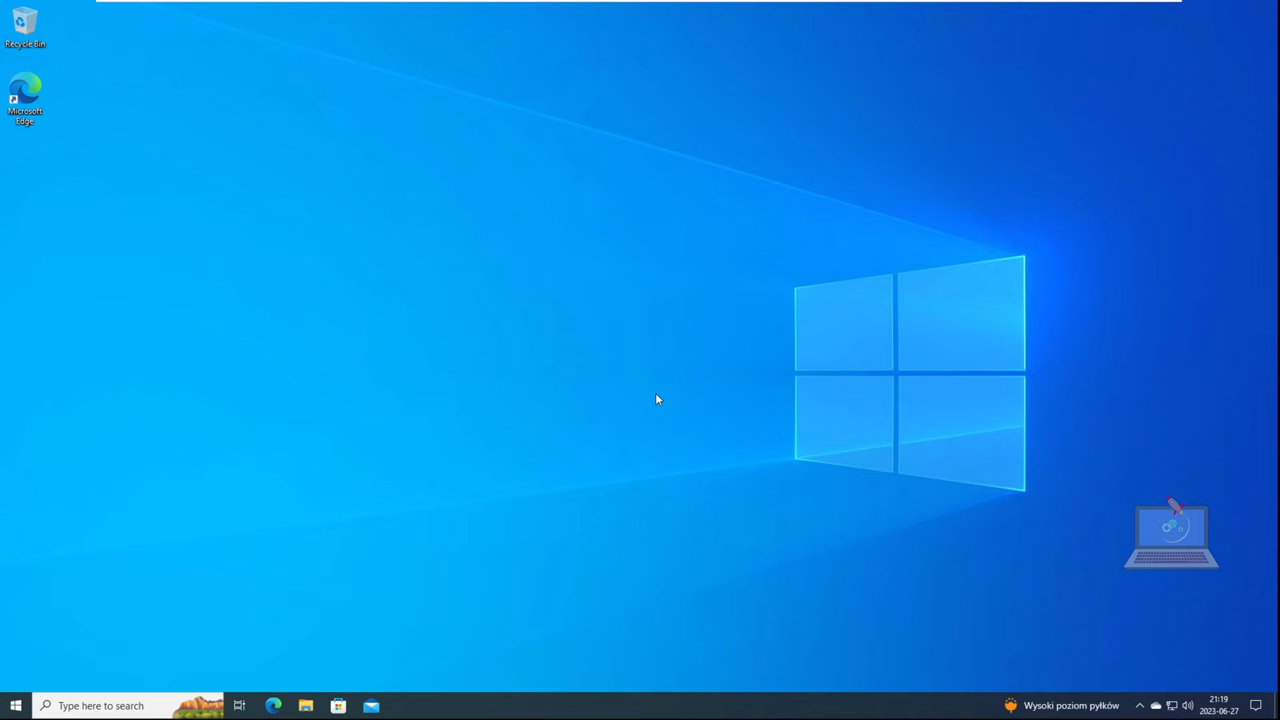 Recycle Bin
Microsoft
Edge
Type here to search
Wysoki poziom pyłków
21:19
2023-06-27